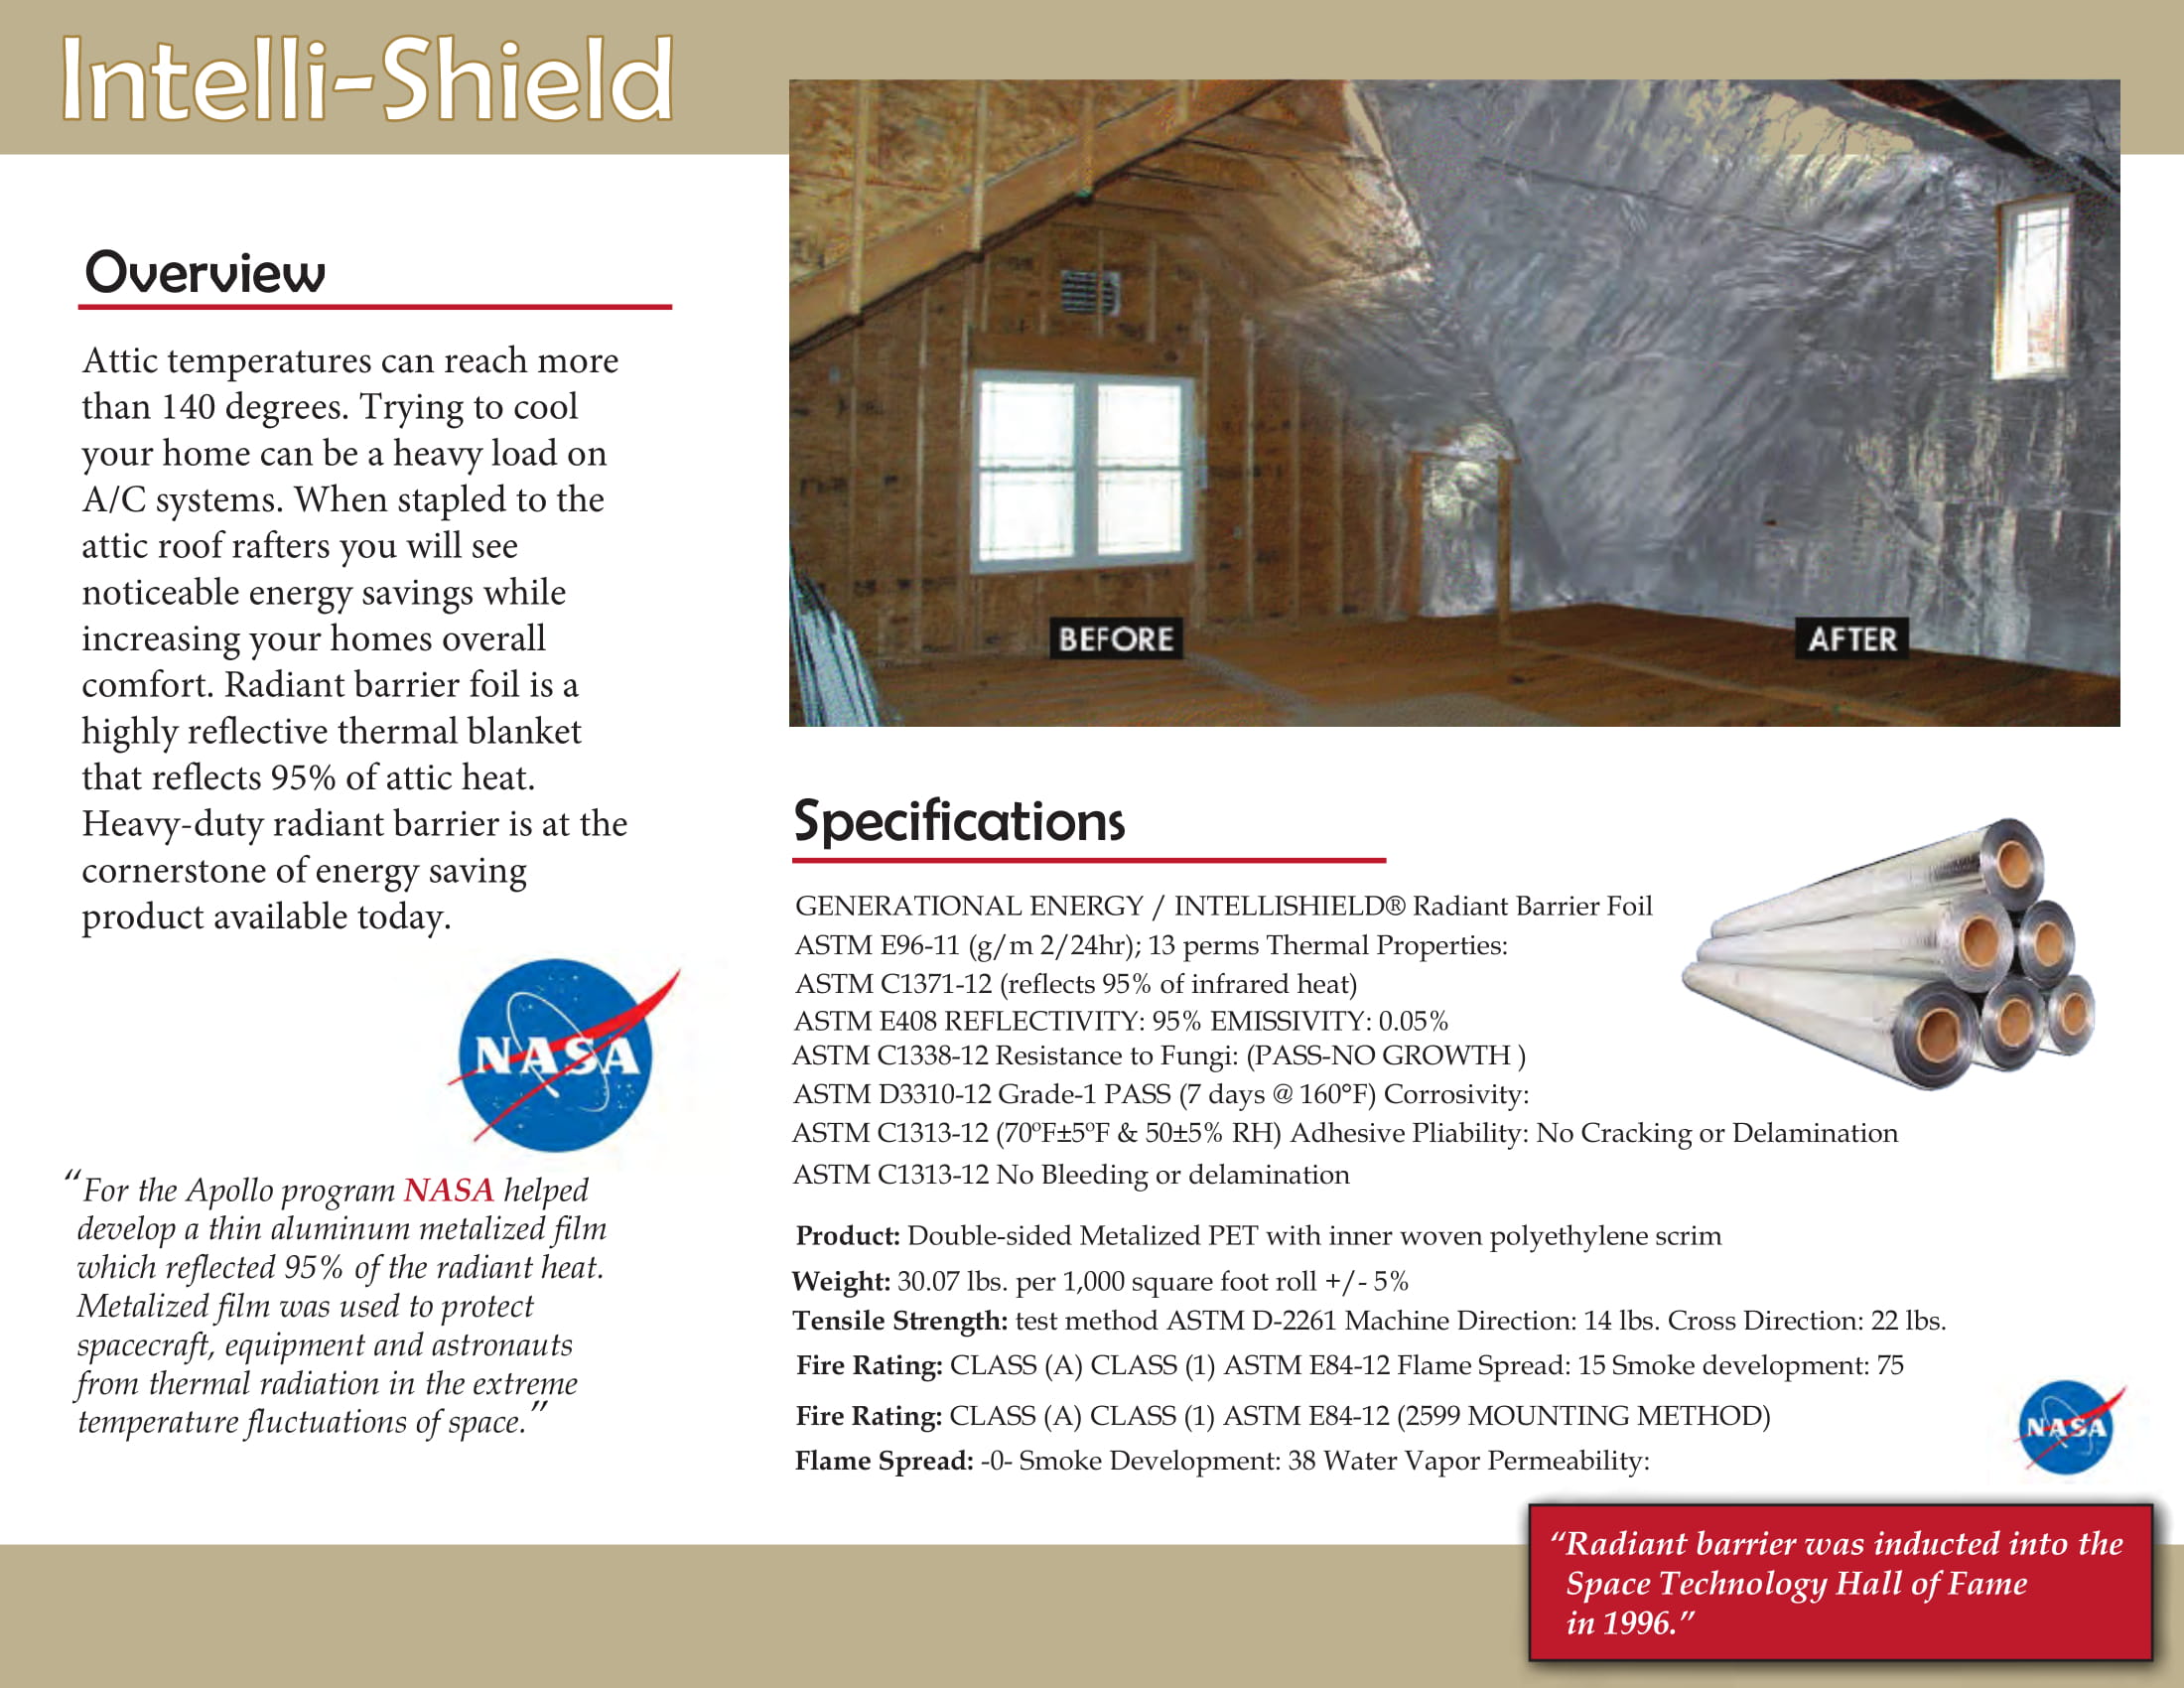 Intelli-Shield
Overview
Attic temperatures can reach more
than 140 degrees. Trying to cool
your home can be a heavy load on
A/C systems. When stapled to the
attic roof rafters you will see
noticeable energy savings while
increasing your homes overall
comfort. Radiant barrier foil is a
highly reflective thermal blanket
that reflects 95% of attic heat.
Heavy-duty radiant barrier is at the
cornerstone of energy saving
product available today.
NASA
“For the Apollo program NASA helped
develop a thin aluminum metalized film
which reflected 95% of the radiant heat.
Metalized film was used to protect
spacecraft, equipment and astronauts
from thermal radiation in the extreme
temperature fluctuations of space.”
BEFORE
AFTER
Specifications
GENERATIONAL ENERGY / INTELLISHIELD® Radiant Barrier Foil
ASTM E96-11 (g/m 2/24hr); 13 perms Thermal Properties:
ASTM C1371-12 (reflects 95% of infrared heat)
ASTM E408 REFLECTIVITY: 95% EMISSIVITY: 0.05%
ASTM C1338-12 Resistance to Fungi: (PASS-NO GROWTH )
ASTM D3310-12 Grade-1 PASS (7 days @ 160°F) Corrosivity:
ASTM C1313-12 (70ºF±5ºF & 50±5% RH) Adhesive Pliability: No Cracking or Delamination
ASTM C1313-12 No Bleeding or delamination
Product: Double-sided Metalized PET with inner woven polyethylene scrim
Weight: 30.07 lbs. per 1,000 square foot roll +/- 5%
Tensile Strength: test method ASTM D-2261 Machine Direction: 14 lbs. Cross Direction: 22 lbs.
Fire Rating: CLASS (A) CLASS (1) ASTM E84-12 Flame Spread: 15 Smoke development: 75
Fire Rating: CLASS (A) CLASS (1) ASTM E84-12 (2599 MOUNTING METHOD)
Flame Spread: -0- Smoke Development: 38 Water Vapor Permeability:
NASA
“Radiant barrier was inducted into the
Space Technology Hall of Fame
in 1996.”